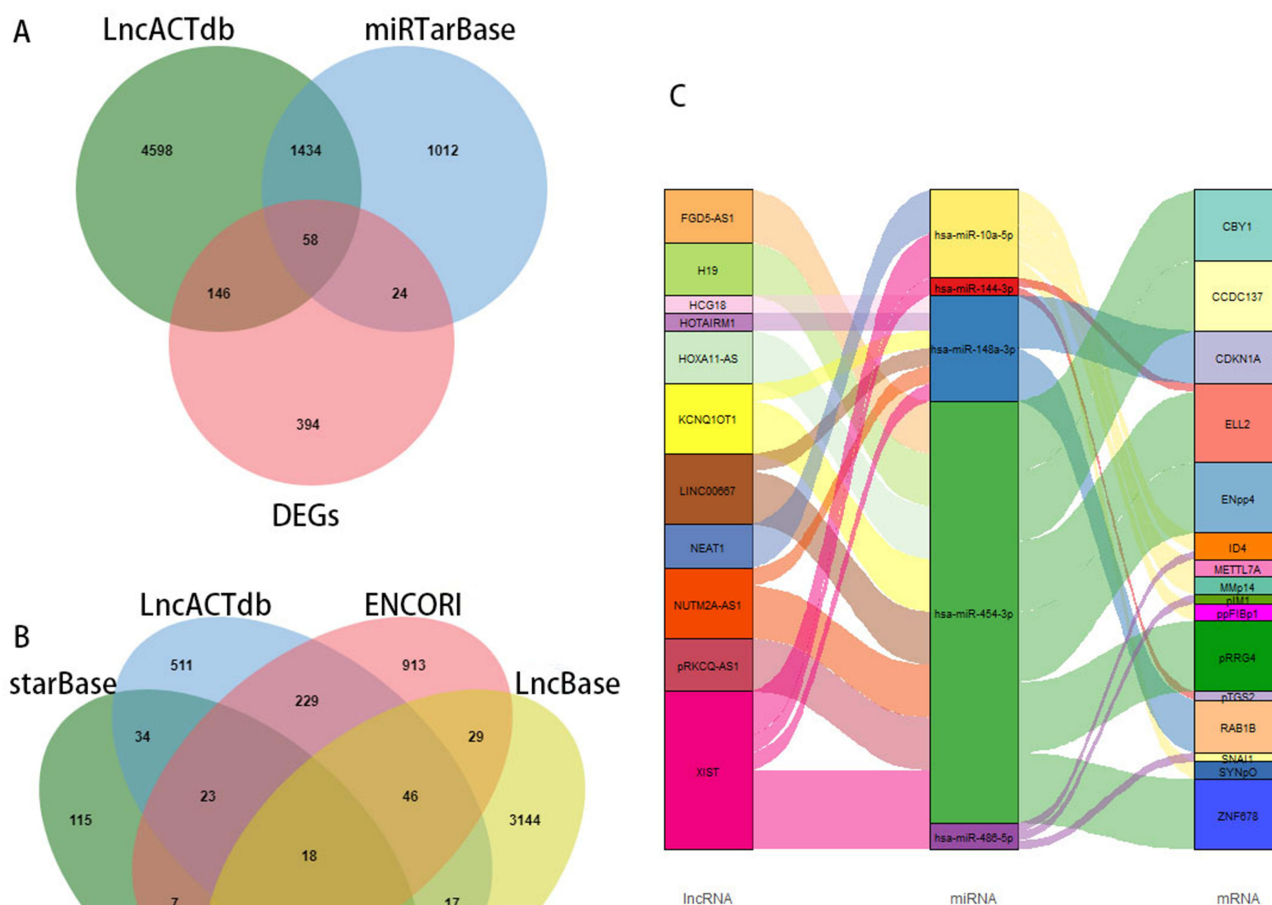 A
LncACTdb
miRTarBase
4598
1434
1012
58
146
24
394
DEGs
B
LncACTdb
ENCORI
starBase
LncBase
511
913
229
34
29
23
46
115
3144
18
7
17
C
FGD5-AS1
H19
HCG18
HOTAIRM1
HOXA11-AS
KCNQ1OT1
LINC00667
NEAT1
NUTM2A-AS1
pRKCQ-AS1
XIST
lncRNA
hsa-miR-10a-5p
hsa-miR-144-3p
hsa-miR-148a-3p
hsa-miR-454-3p
hsa-miR-486-5p
miRNA
CBY1
CCDC137
CDKN1A
ELL2
ENpp4
ID4
METTL7A
MMp14
pIM1
ppFIBp1
pRRG4
pTGS2
RAB1B
SNAI1
SYNpO
ZNF678
mRNA